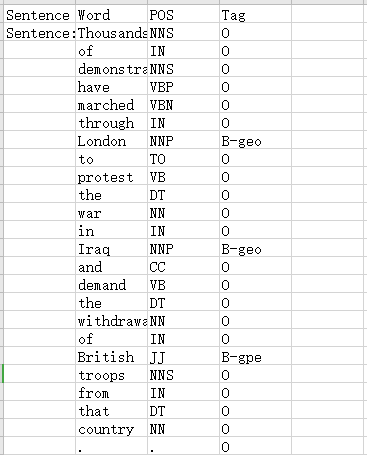 Sentence Word POS Tag
Sentence: Thousands NNS O
of IN O
demonstra NNS O
have VBP O
marched VBN O
through IN O
London NNP B-geo
to TO O
protest VB O
the DT O
war NN O
in IN O
Iraq NNP B-geo
and CC O
demand VB O
the DT O
withdrawa NN O
of IN O
British JJ B-gpe
troops NNS O
from IN O
that DT O
country NN O
. . O